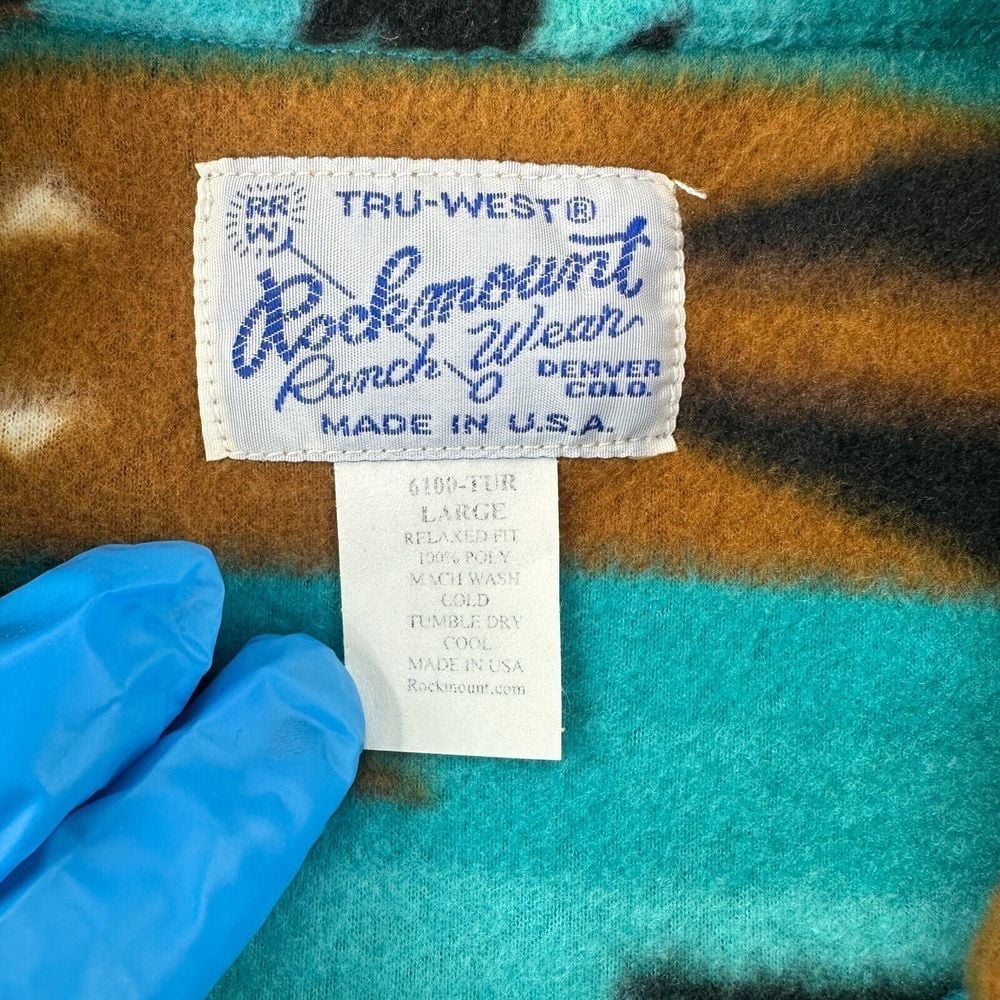 RR
W
TRU-WEST®
Rockmount
Ranch Wear
DENVER
COLO.
MADE IN U.S.A.
6100-TUR
LARGE
RELAXED FIT
100% POLY
MACH WASH
COLD
TUMBLE DRY
COOL
MADE IN USA
Rockmount.com